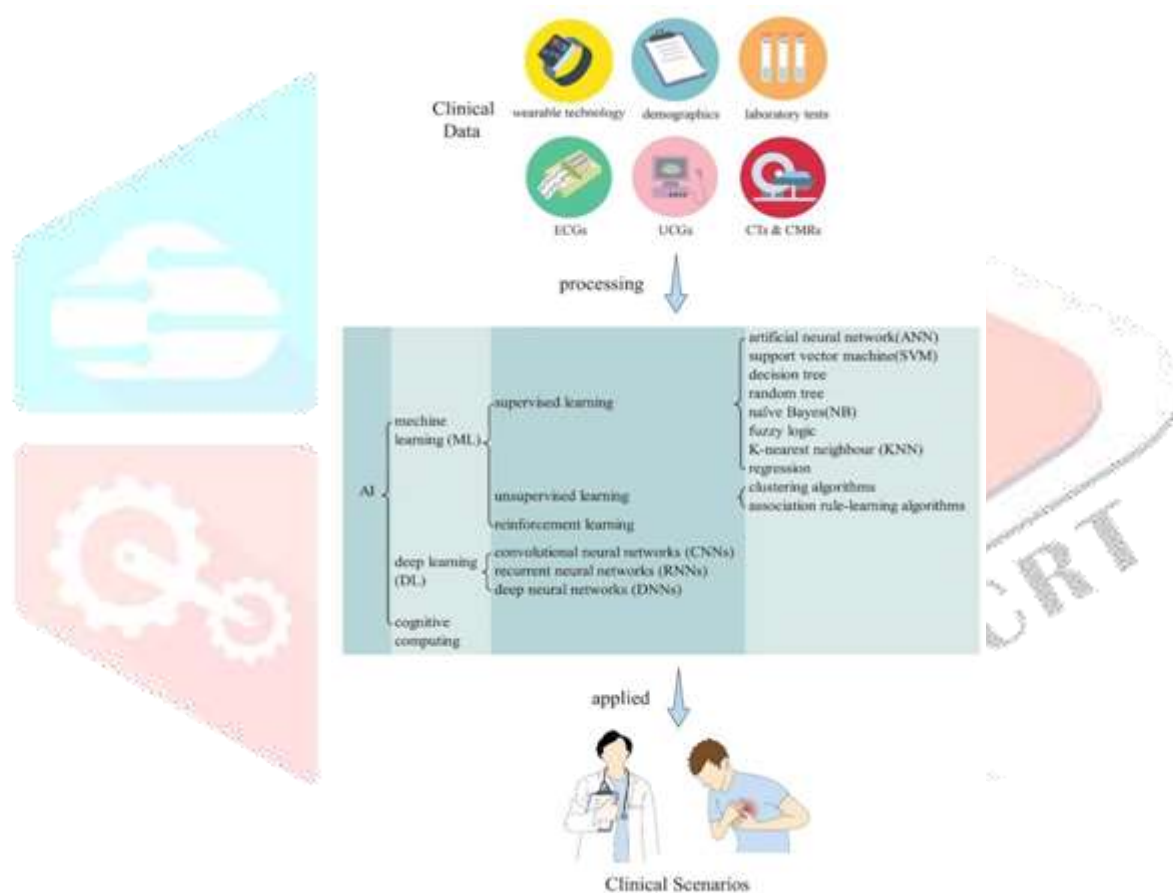 Clinical
Data
wearable technology
demographics
laboratory tests
ECGs
UCGs
CTs & CMRs
processing
AI
mechine
learning (ML)
supervised learning
artificial neural network(ANN)
support vector machine(SVM)
decision tree
random tree
naïve Bayes(NB)
fuzzy logic
K-nearest neighbour (KNN)
regression
unsupervised learning
clustering algorithms
association rule-learning algorithms
reinforcement learning
deep learning
(DL)
convolutional neural networks (CNNs)
recurrent neural networks (RNNs)
deep neural networks (DNNs)
cognitive
computing
applied
Clinical Scenarios
CRT